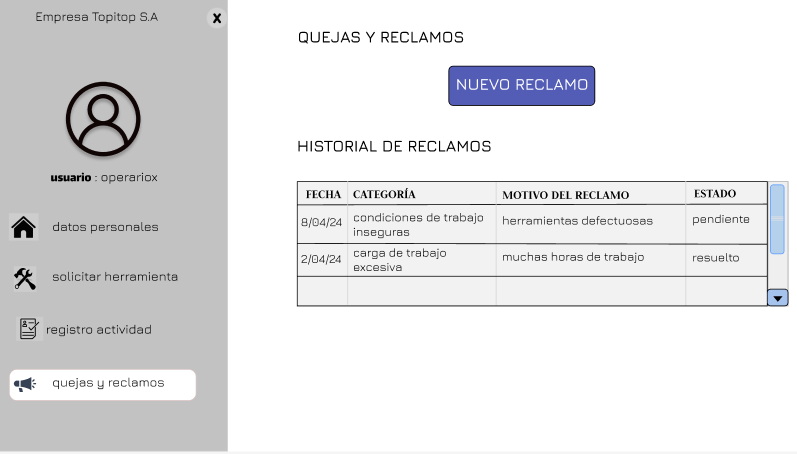 Empresa Topitop S.A
X
usuario : operariox
datos personales
solicitar herramienta
registro actividad
quejas y reclamos
QUEJAS Y RECLAMOS
NUEVO RECLAMO
HISTORIAL DE RECLAMOS
FECHA CATEGORÍA MOTIVO DEL RECLAMO ESTADO
8/04/24 condiciones de trabajo herramientas defectuosas pendiente
inseguras
2/04/24 carga de trabajo muchas horas de trabajo resuelto
excesiva